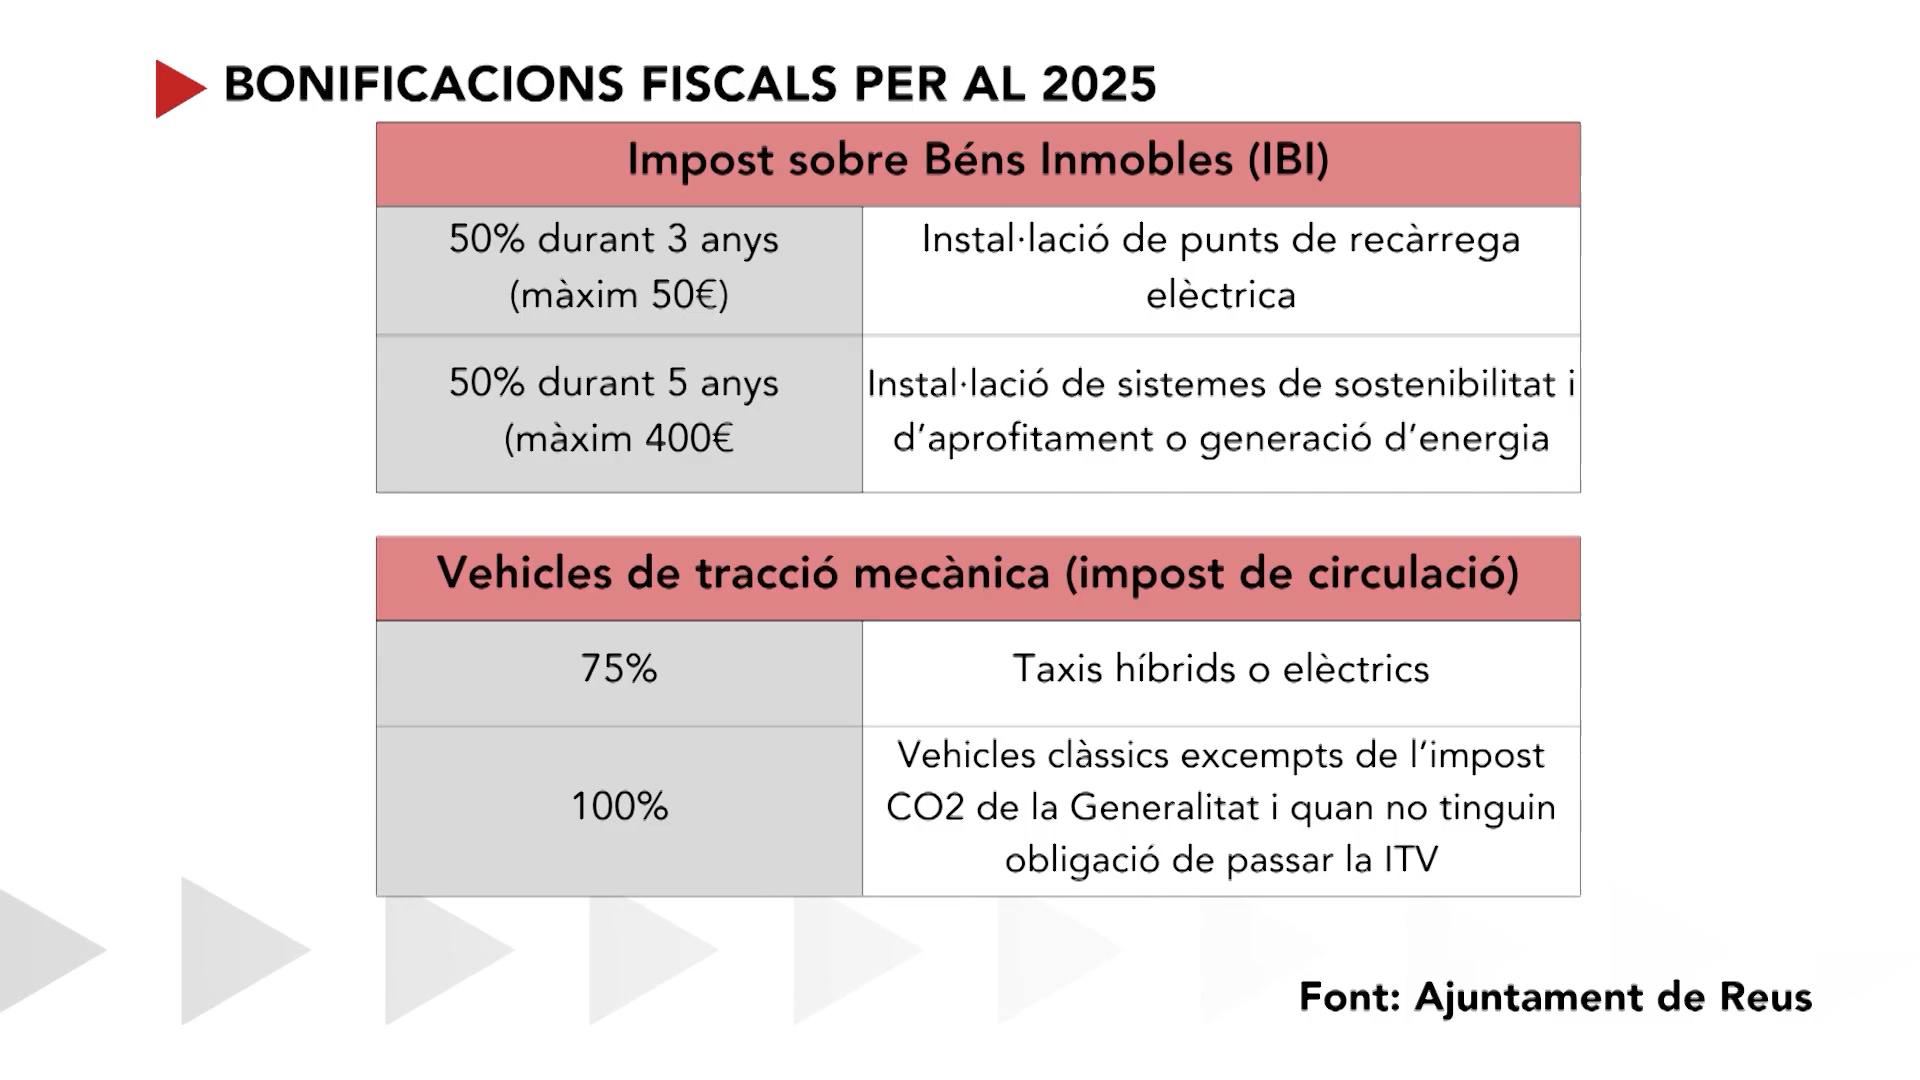 BONIFICACIONS FISCALS PER AL 2025
Impost sobre Béns Inmobles (IBI)
50% durant 3 anys
(màxim 50€)
Instal·lació de punts de recàrrega
elèctrica
50% durant 5 anys
(màxim 400€
Instal·lació de sistemes de sostenibilitat i
d’aprofitament o generació d’energia
Vehicles de tracció mecànica (impost de circulació)
75%
Taxis híbrids o elèctrics
100%
Vehicles clàssics excempts de l’impost
CO2 de la Generalitat i quan no tinguin
obligació de passar la ITV
Font: Ajuntament de Reus